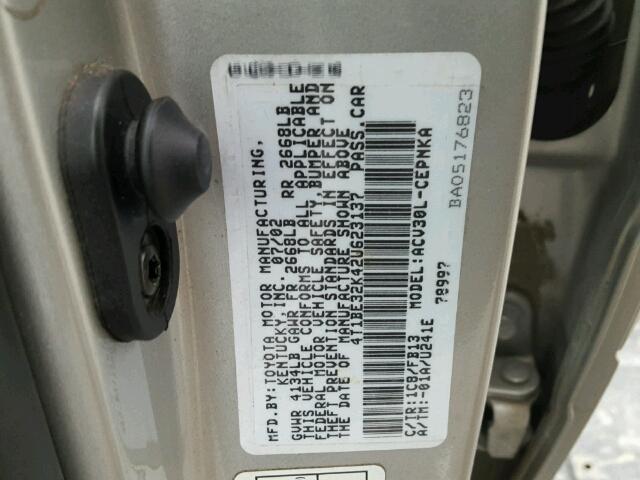 MFD.BY:TOYOTA MOTOR MANUFACTURING,
KENTUCKY, INC. 07/02
GVWR 4134LB GAWR FR 2668LB RR 2668LB
THIS VEHICLE CONFORMS TO ALL APPLICABLE
FEDERAL MOTOR VEHICLE SAFETY, BUMPER AND
THEFT PREVENTION STANDARDS IN EFFECT ON
THE DATE OF MANUFACTURE SHOWN ABOVE
4T1BE32K42U623137 PASS.CAR
MODEL:ACV30L-CEPNKA
C/TR:1C8/FB13
A/TM:-01A/U241E 78997
BA05176823